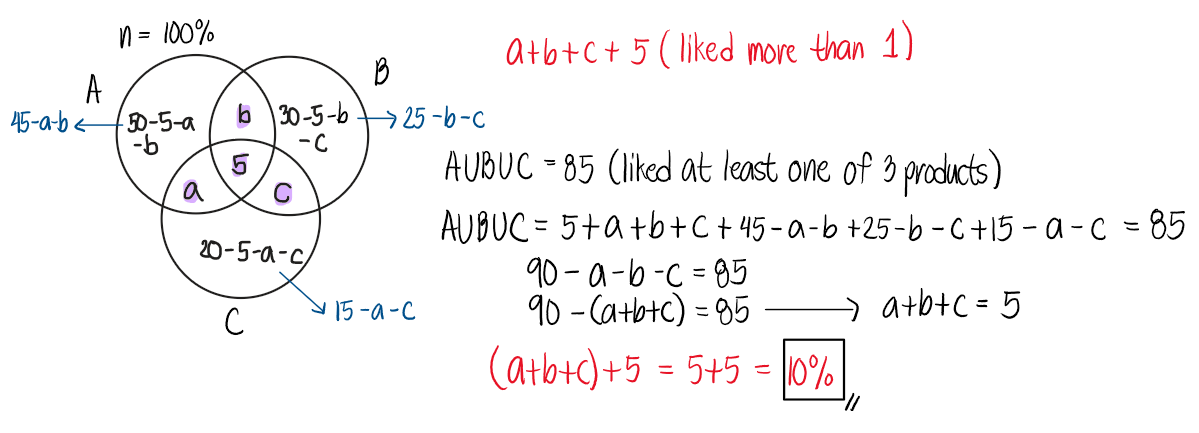 n = 100%
A
B
45-a-b
50-5-a
-b
b
30-5-b
-c
25-b-c
5
a
c
20-5-a-c
15-a-c
C
a+b+c+5 (liked more than 1)
AUBUC = 85 (liked at least one of 3 products)
AUBUC = 5+a+b+c+45-a-b+25-b-c+15-a-c = 85
90-a-b-c = 85
90-(a+b+c) = 85 → a+b+c = 5
(a+b+c)+5 = 5+5 = 10%